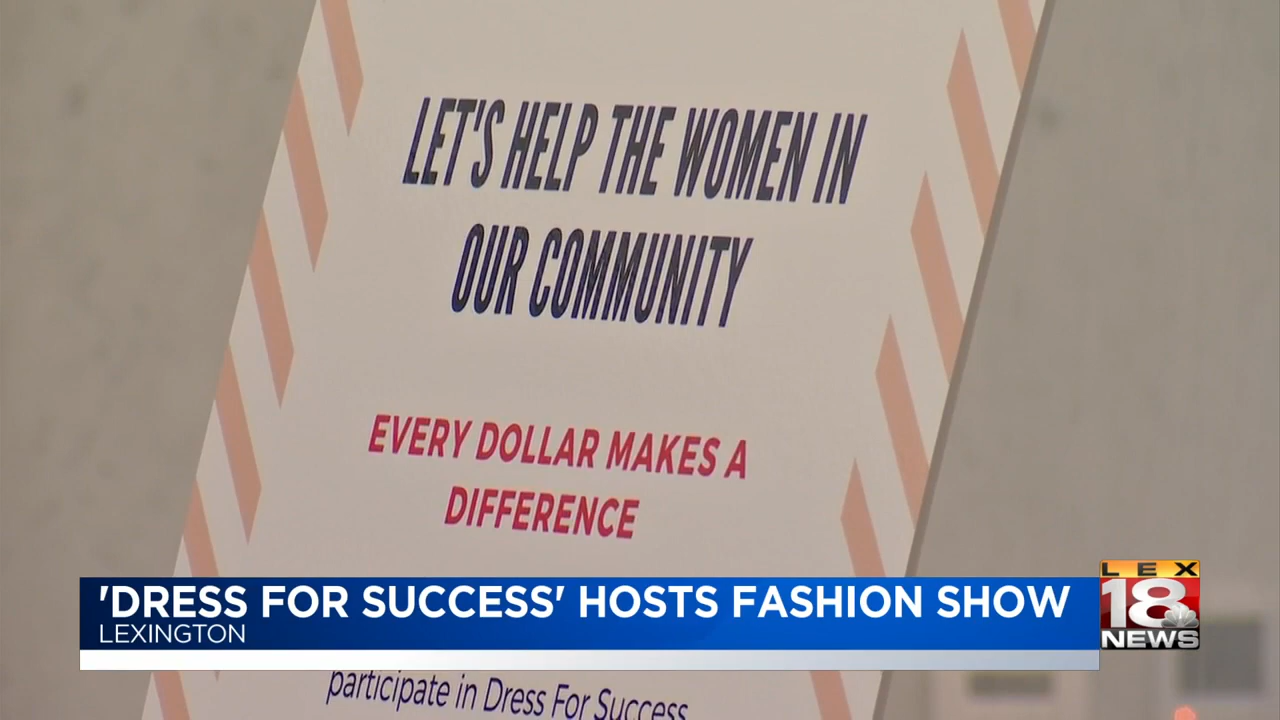 LET'S HELP THE WOMEN IN
OUR COMMUNITY
EVERY DOLLAR MAKES A
DIFFERENCE
'DRESS FOR SUCCESS' HOSTS FASHION SHOW
LEXINGTON
LEX
18
NEWS
participate in Dress For Success